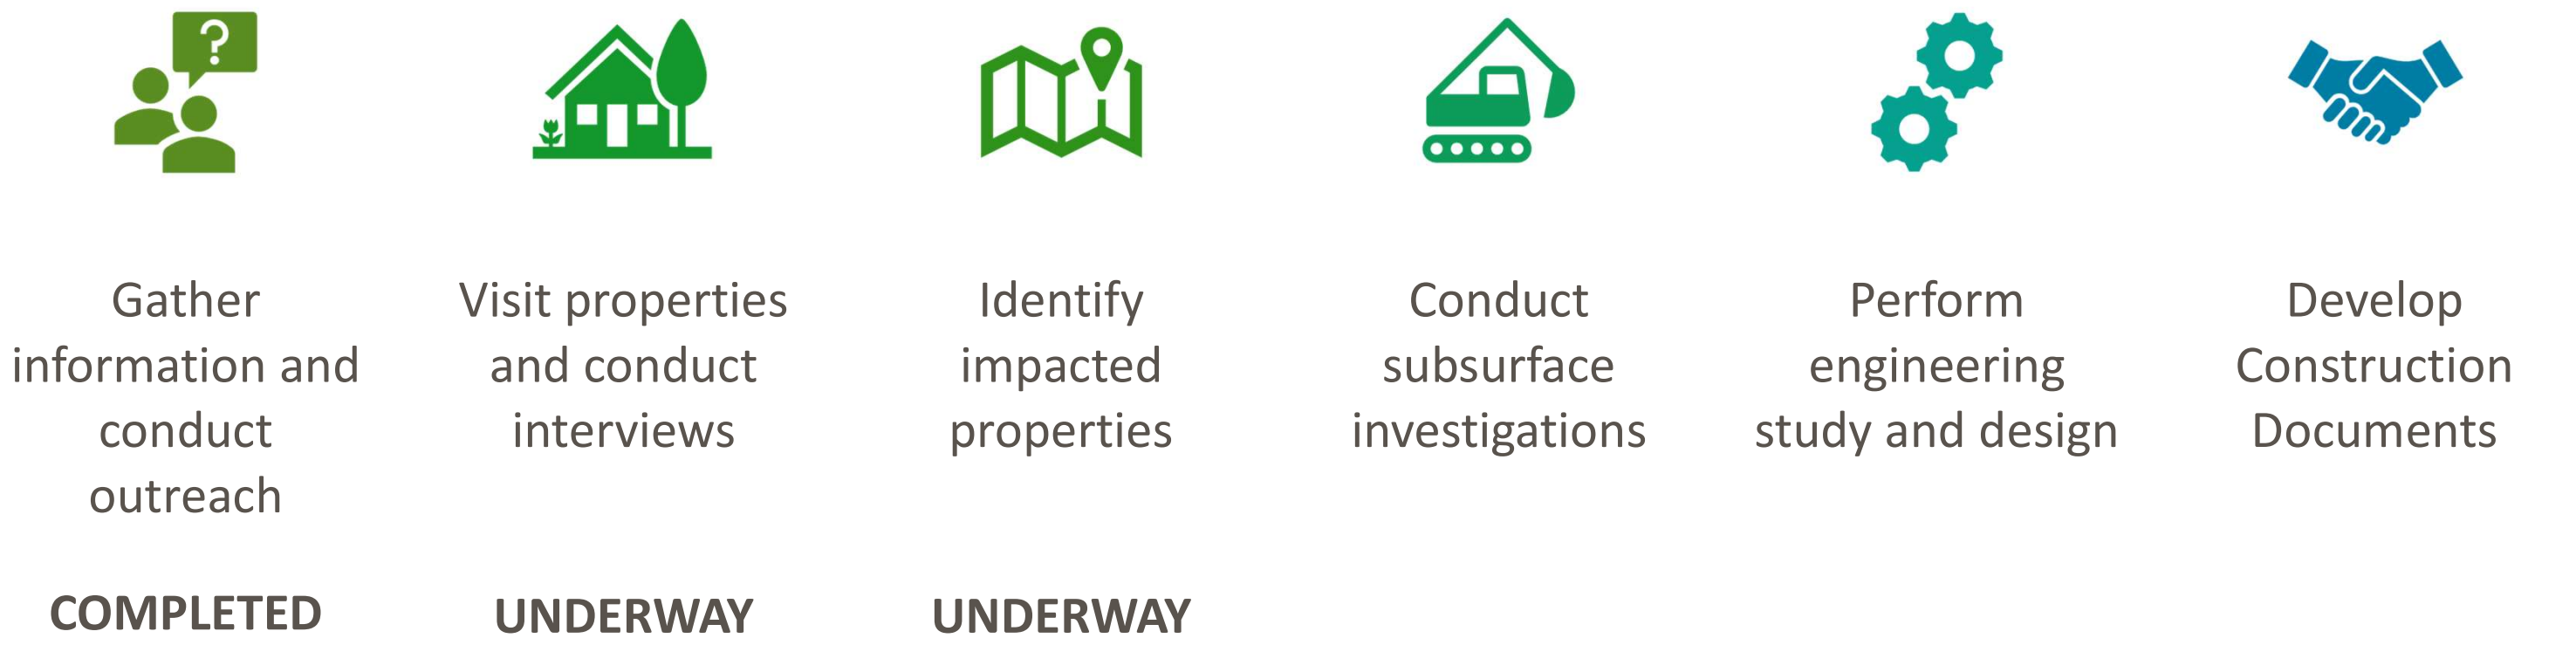 ?
Gather
information and
conduct
outreach
COMPLETED
Visit properties
and conduct
interviews
UNDERWAY
Identify
impacted
properties
UNDERWAY
Conduct
subsurface
investigations
Perform
engineering
study and design
Develop
Construction
Documents